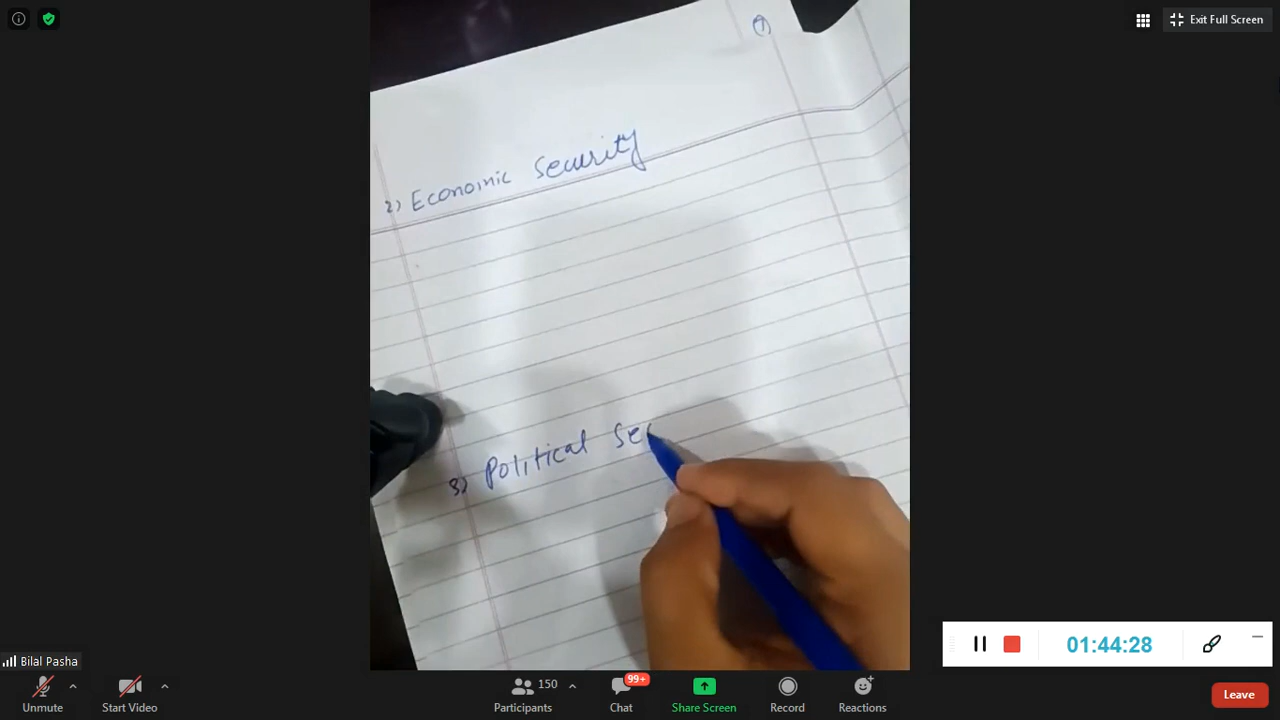 Exit Full Screen
2) Economic Security
3) Political Sec
01:44:28
Bilal Pasha
150
99+
Unmute
Start Video
Participants
Chat
Share Screen
Record
Reactions
Leave